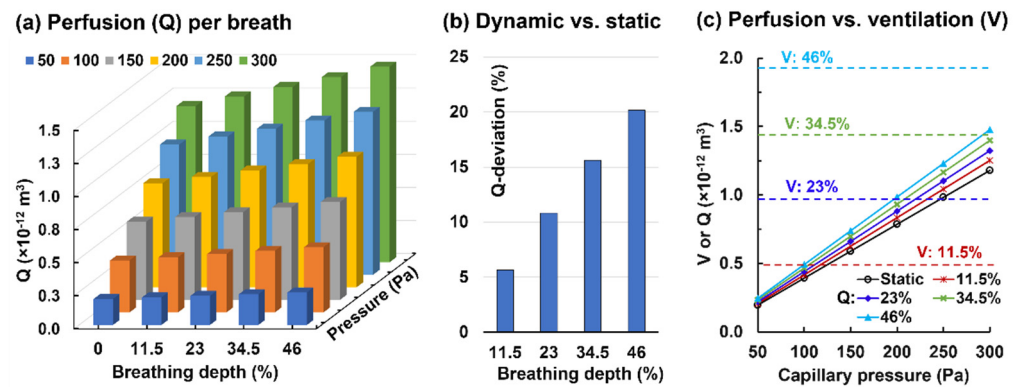 (a) Perfusion (Q) per breath
50 100 150 200 250 300
1.5
1.3
1.0
0.8
0.5
0.3
0.0
Q (×10⁻¹² m³)
0 11.5 23 34.5 46
Breathing depth (%)
Pressure (Pa)
(b) Dynamic vs. static
25
20
15
10
5
0
Q-deviation (%)
11.5 23 34.5 46
Breathing depth (%)
(c) Perfusion vs. ventilation (V)
2.0
1.5
1.0
0.5
0.0
V or Q (×10⁻¹² m³)
V: 46%
V: 34.5%
V: 23%
V: 11.5%
Static 11.5%
Q: 23% 34.5%
46%
50 100 150 200 250 300
Capillary pressure (Pa)